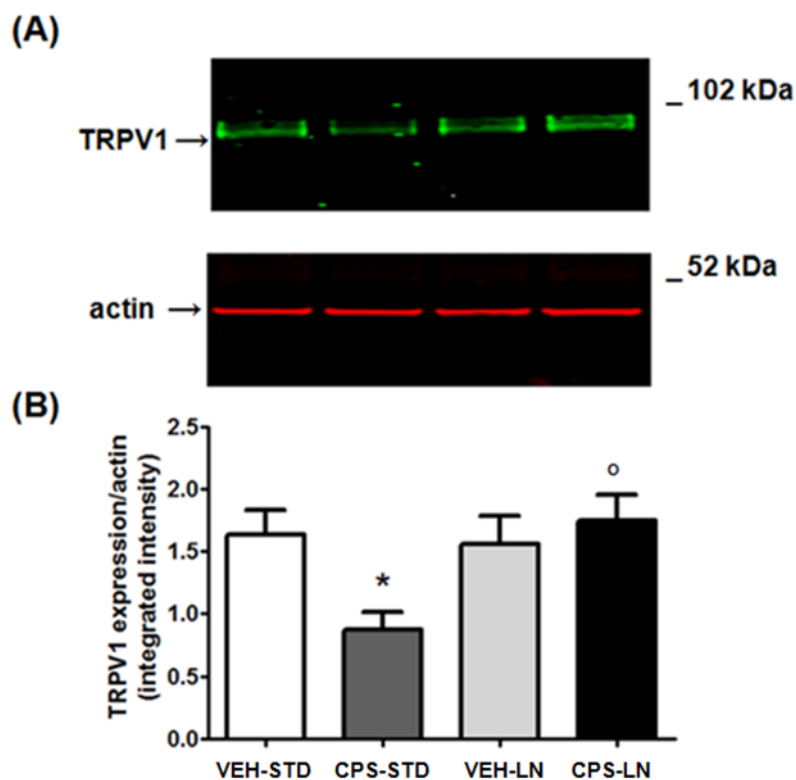 (A)
_ 102 kDa
TRPV1 →
_ 52 kDa
actin →
(B)
TRPV1 expression/actin
(integrated intensity)
2.5
2.0
1.5
1.0
0.5
0.0
*
o
VEH-STD CPS-STD VEH-LN CPS-LN